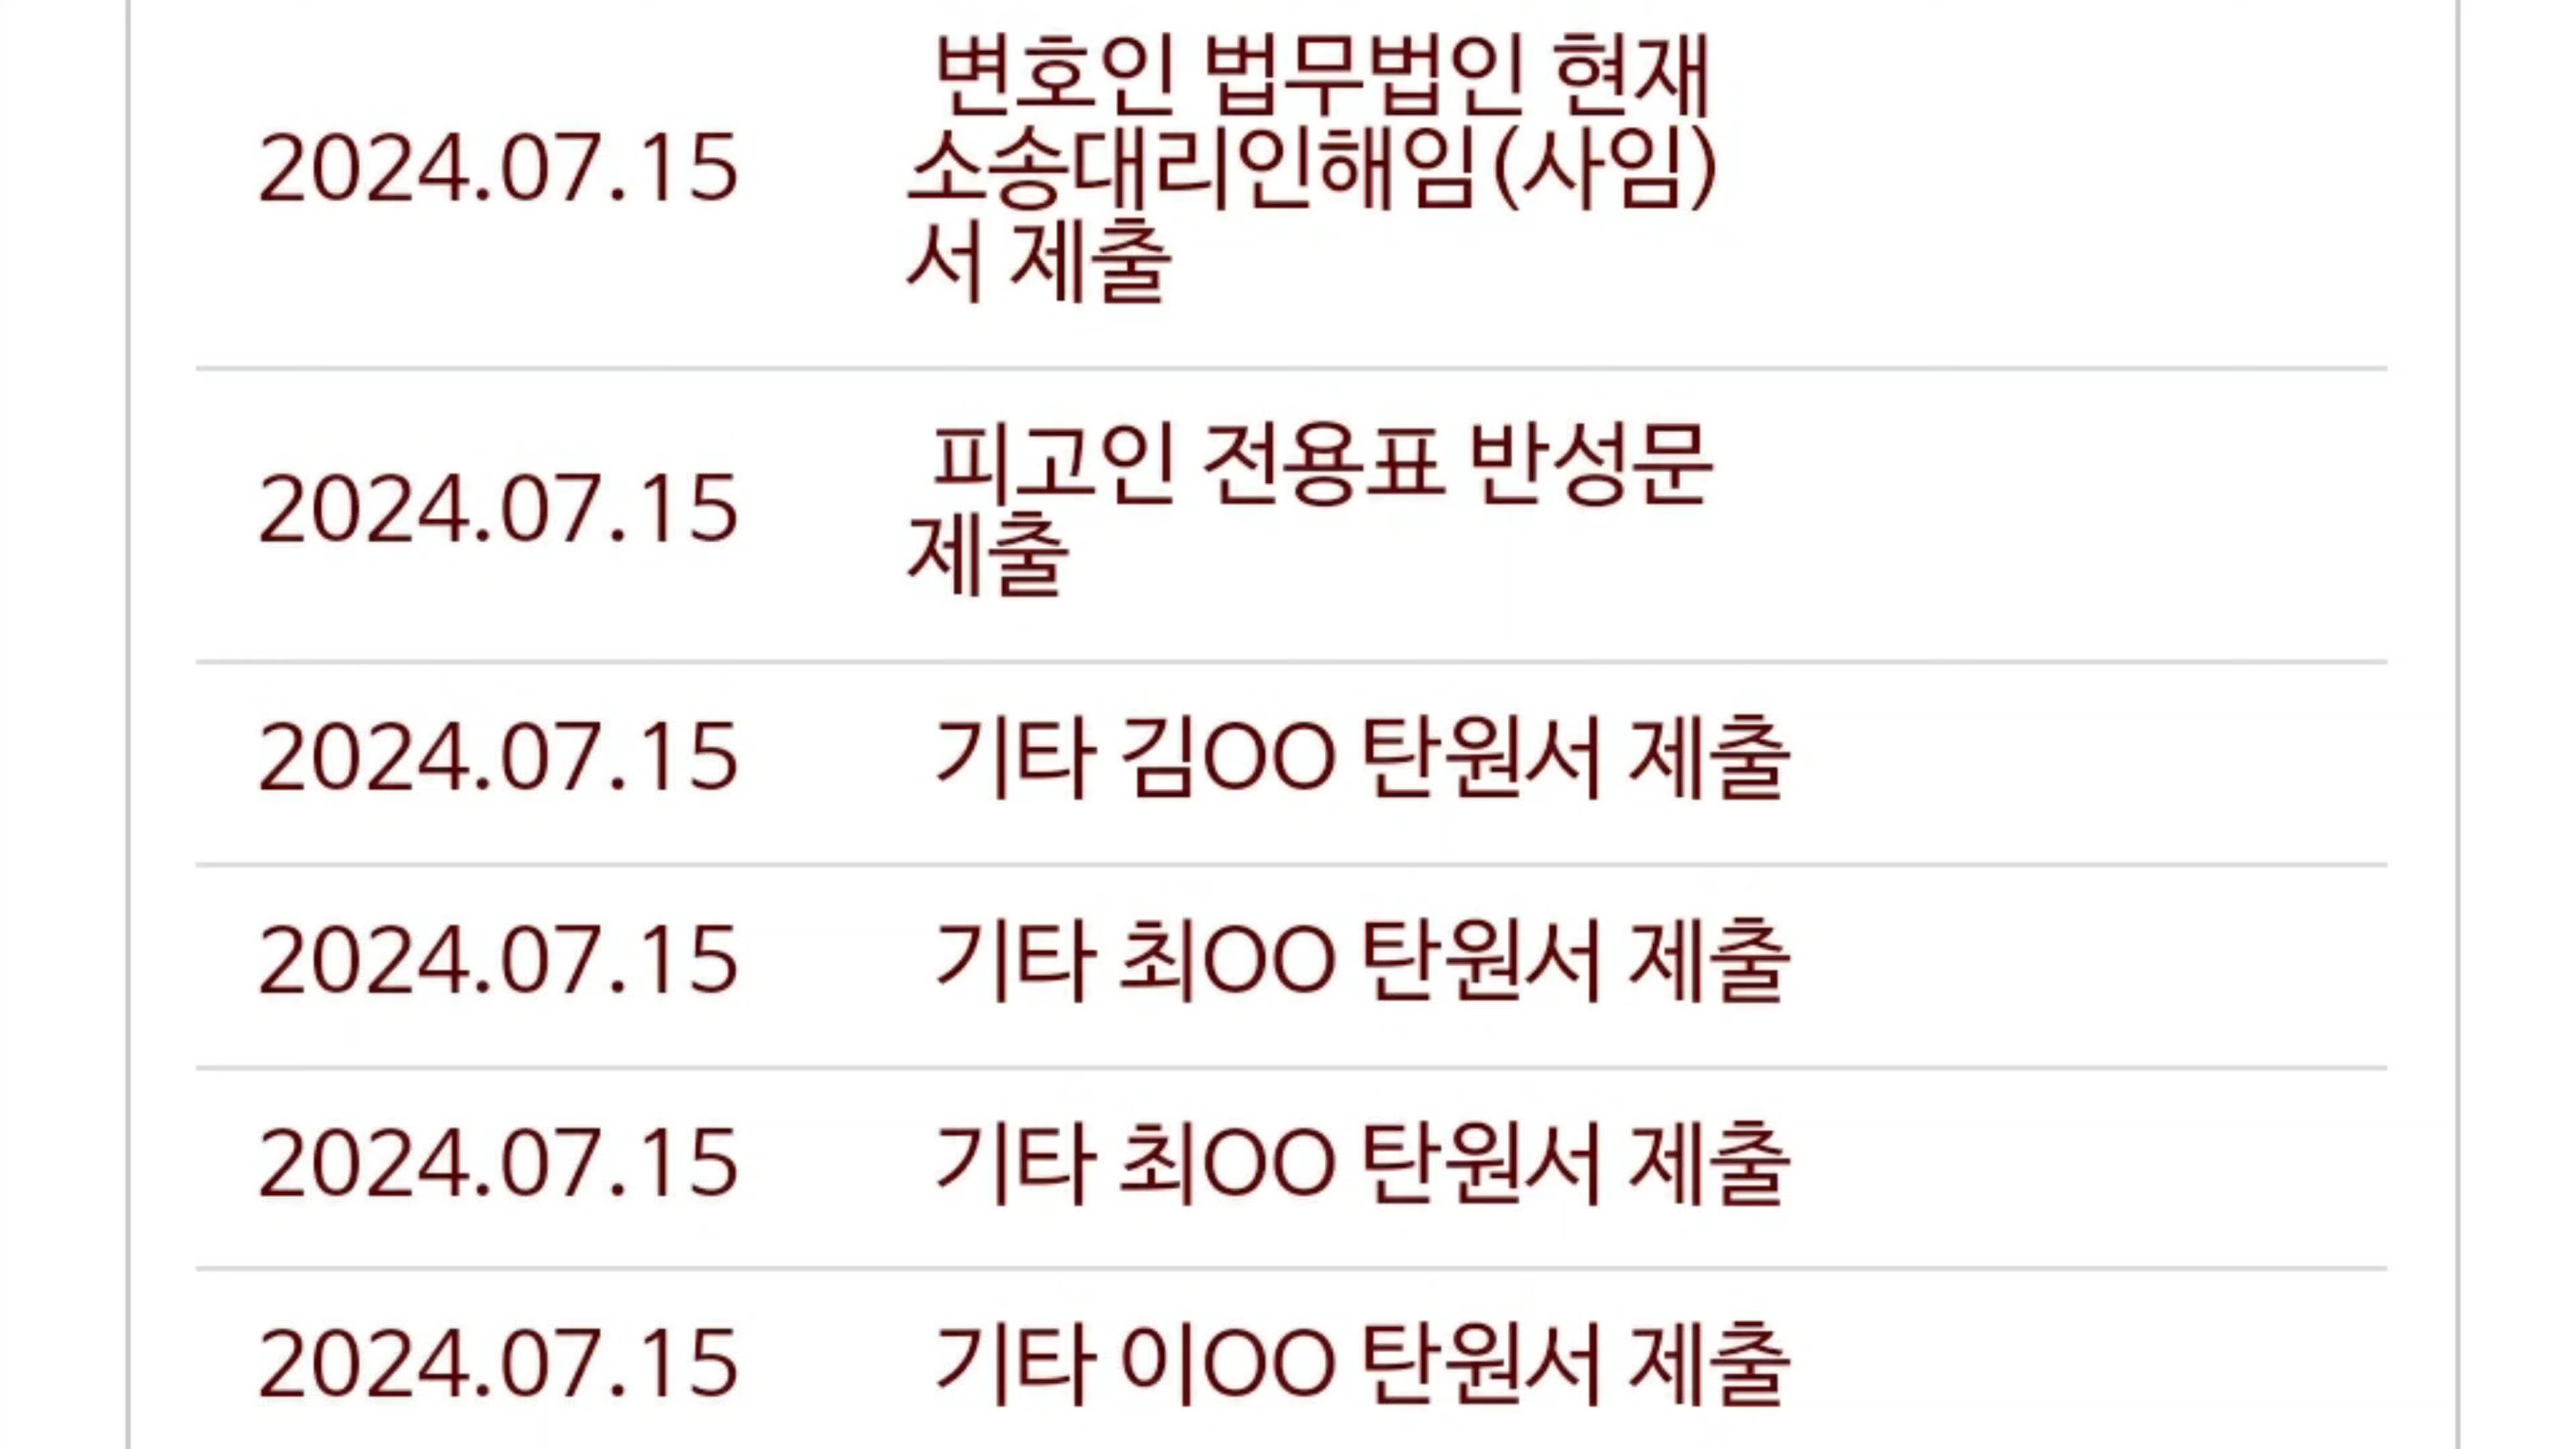 변호인 법무법인 현재
2024.07.15 소송대리인해임(사임)
서 제출
2024.07.15 피고인 전용표 반성문
제출
2024.07.15 기타 김OO 탄원서 제출
2024.07.15 기타 최OO 탄원서 제출
2024.07.15 기타 최OO 탄원서 제출
2024.07.15 기타 이OO 탄원서 제출